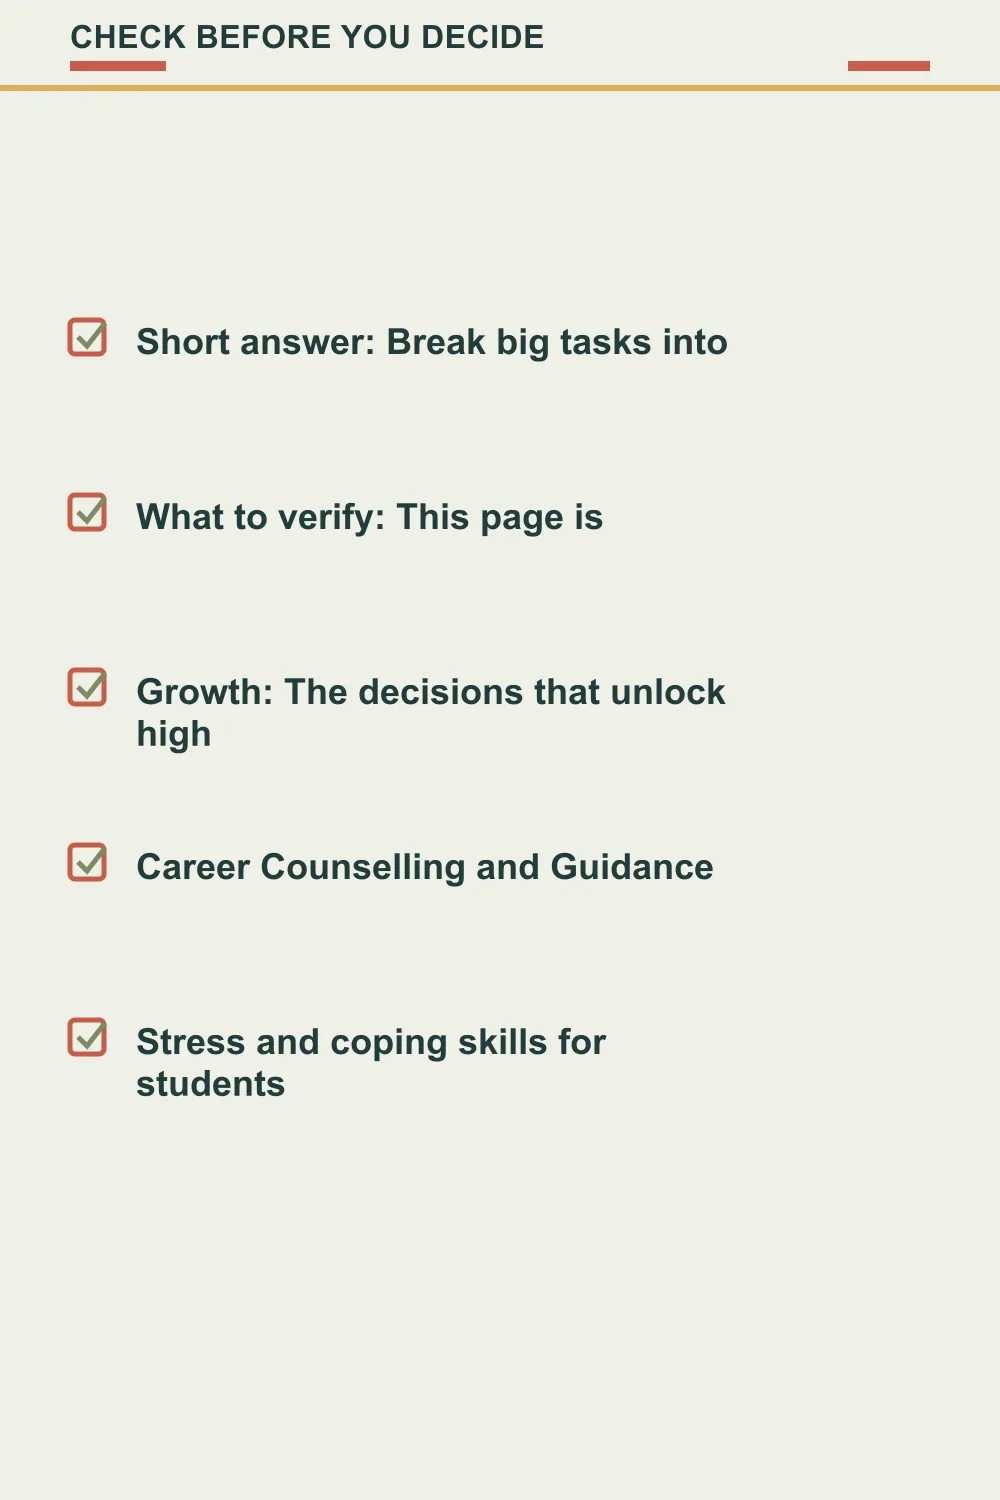 CHECK BEFORE YOU DECIDE
Short answer: Break big tasks into
What to verify: This page is
Growth: The decisions that unlock
high
Career Counselling and Guidance
Stress and coping skills for
students